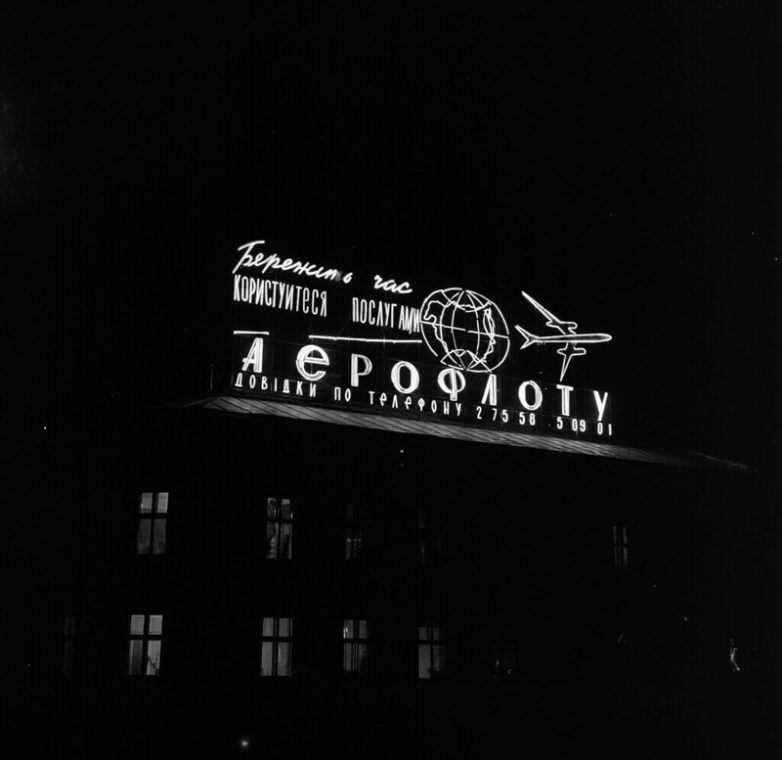 Бережіть час
КОРИСТУЙТЕСЯ ПОСЛУГАМИ
АЕРОФЛОТУ
ДОВІДКИ ПО ТЕЛЕФОНУ 2 75 58 5 09 01